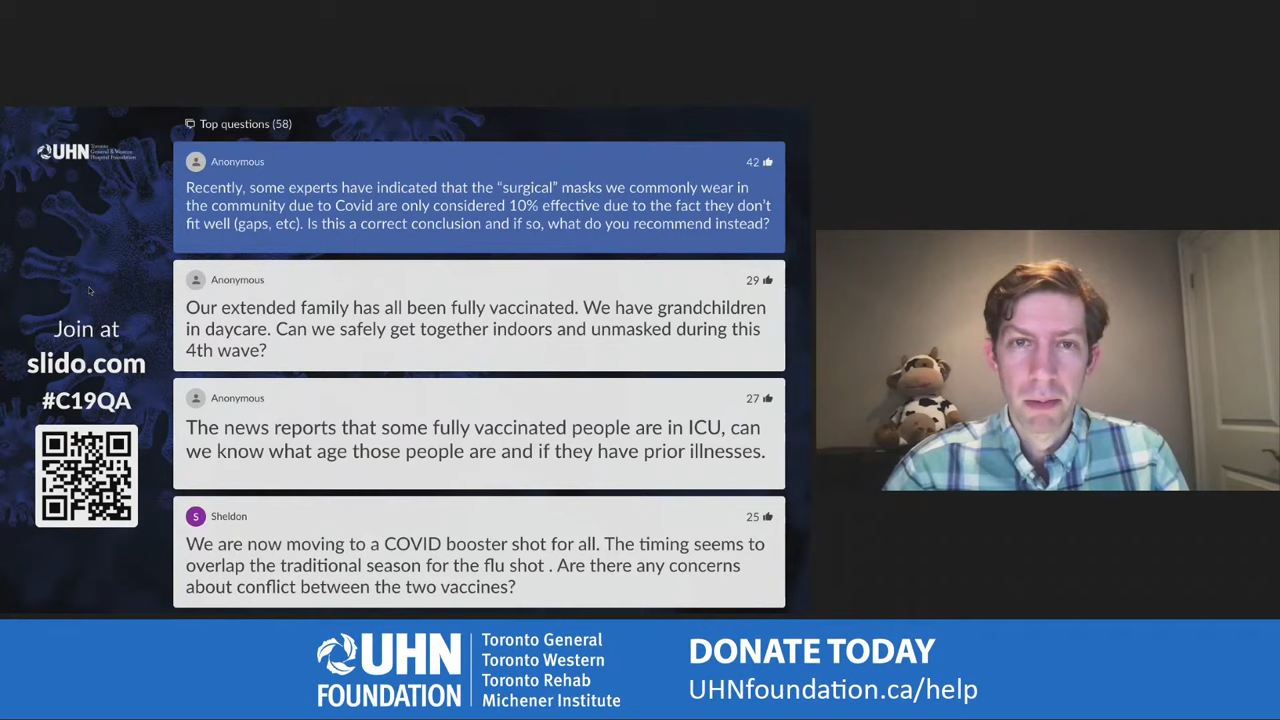 Top questions (58)
UHN Toronto
General & Western
Hospital Foundation
Anonymous
42
Recently, some experts have indicated that the “surgical” masks we commonly wear in
the community due to Covid are only considered 10% effective due to the fact they don’t
fit well (gaps, etc). Is this a correct conclusion and if so, what do you recommend instead?
Anonymous
29
Our extended family has all been fully vaccinated. We have grandchildren
in daycare. Can we safely get together indoors and unmasked during this
4th wave?
Join at
slido.com
#C19QA
Anonymous
27
The news reports that some fully vaccinated people are in ICU, can
we know what age those people are and if they have prior illnesses.
S Sheldon
25
We are now moving to a COVID booster shot for all. The timing seems to
overlap the traditional season for the flu shot . Are there any concerns
about conflict between the two vaccines?
UHN
FOUNDATION
Toronto General
Toronto Western
Toronto Rehab
Michener Institute
DONATE TODAY
UHNfoundation.ca/help